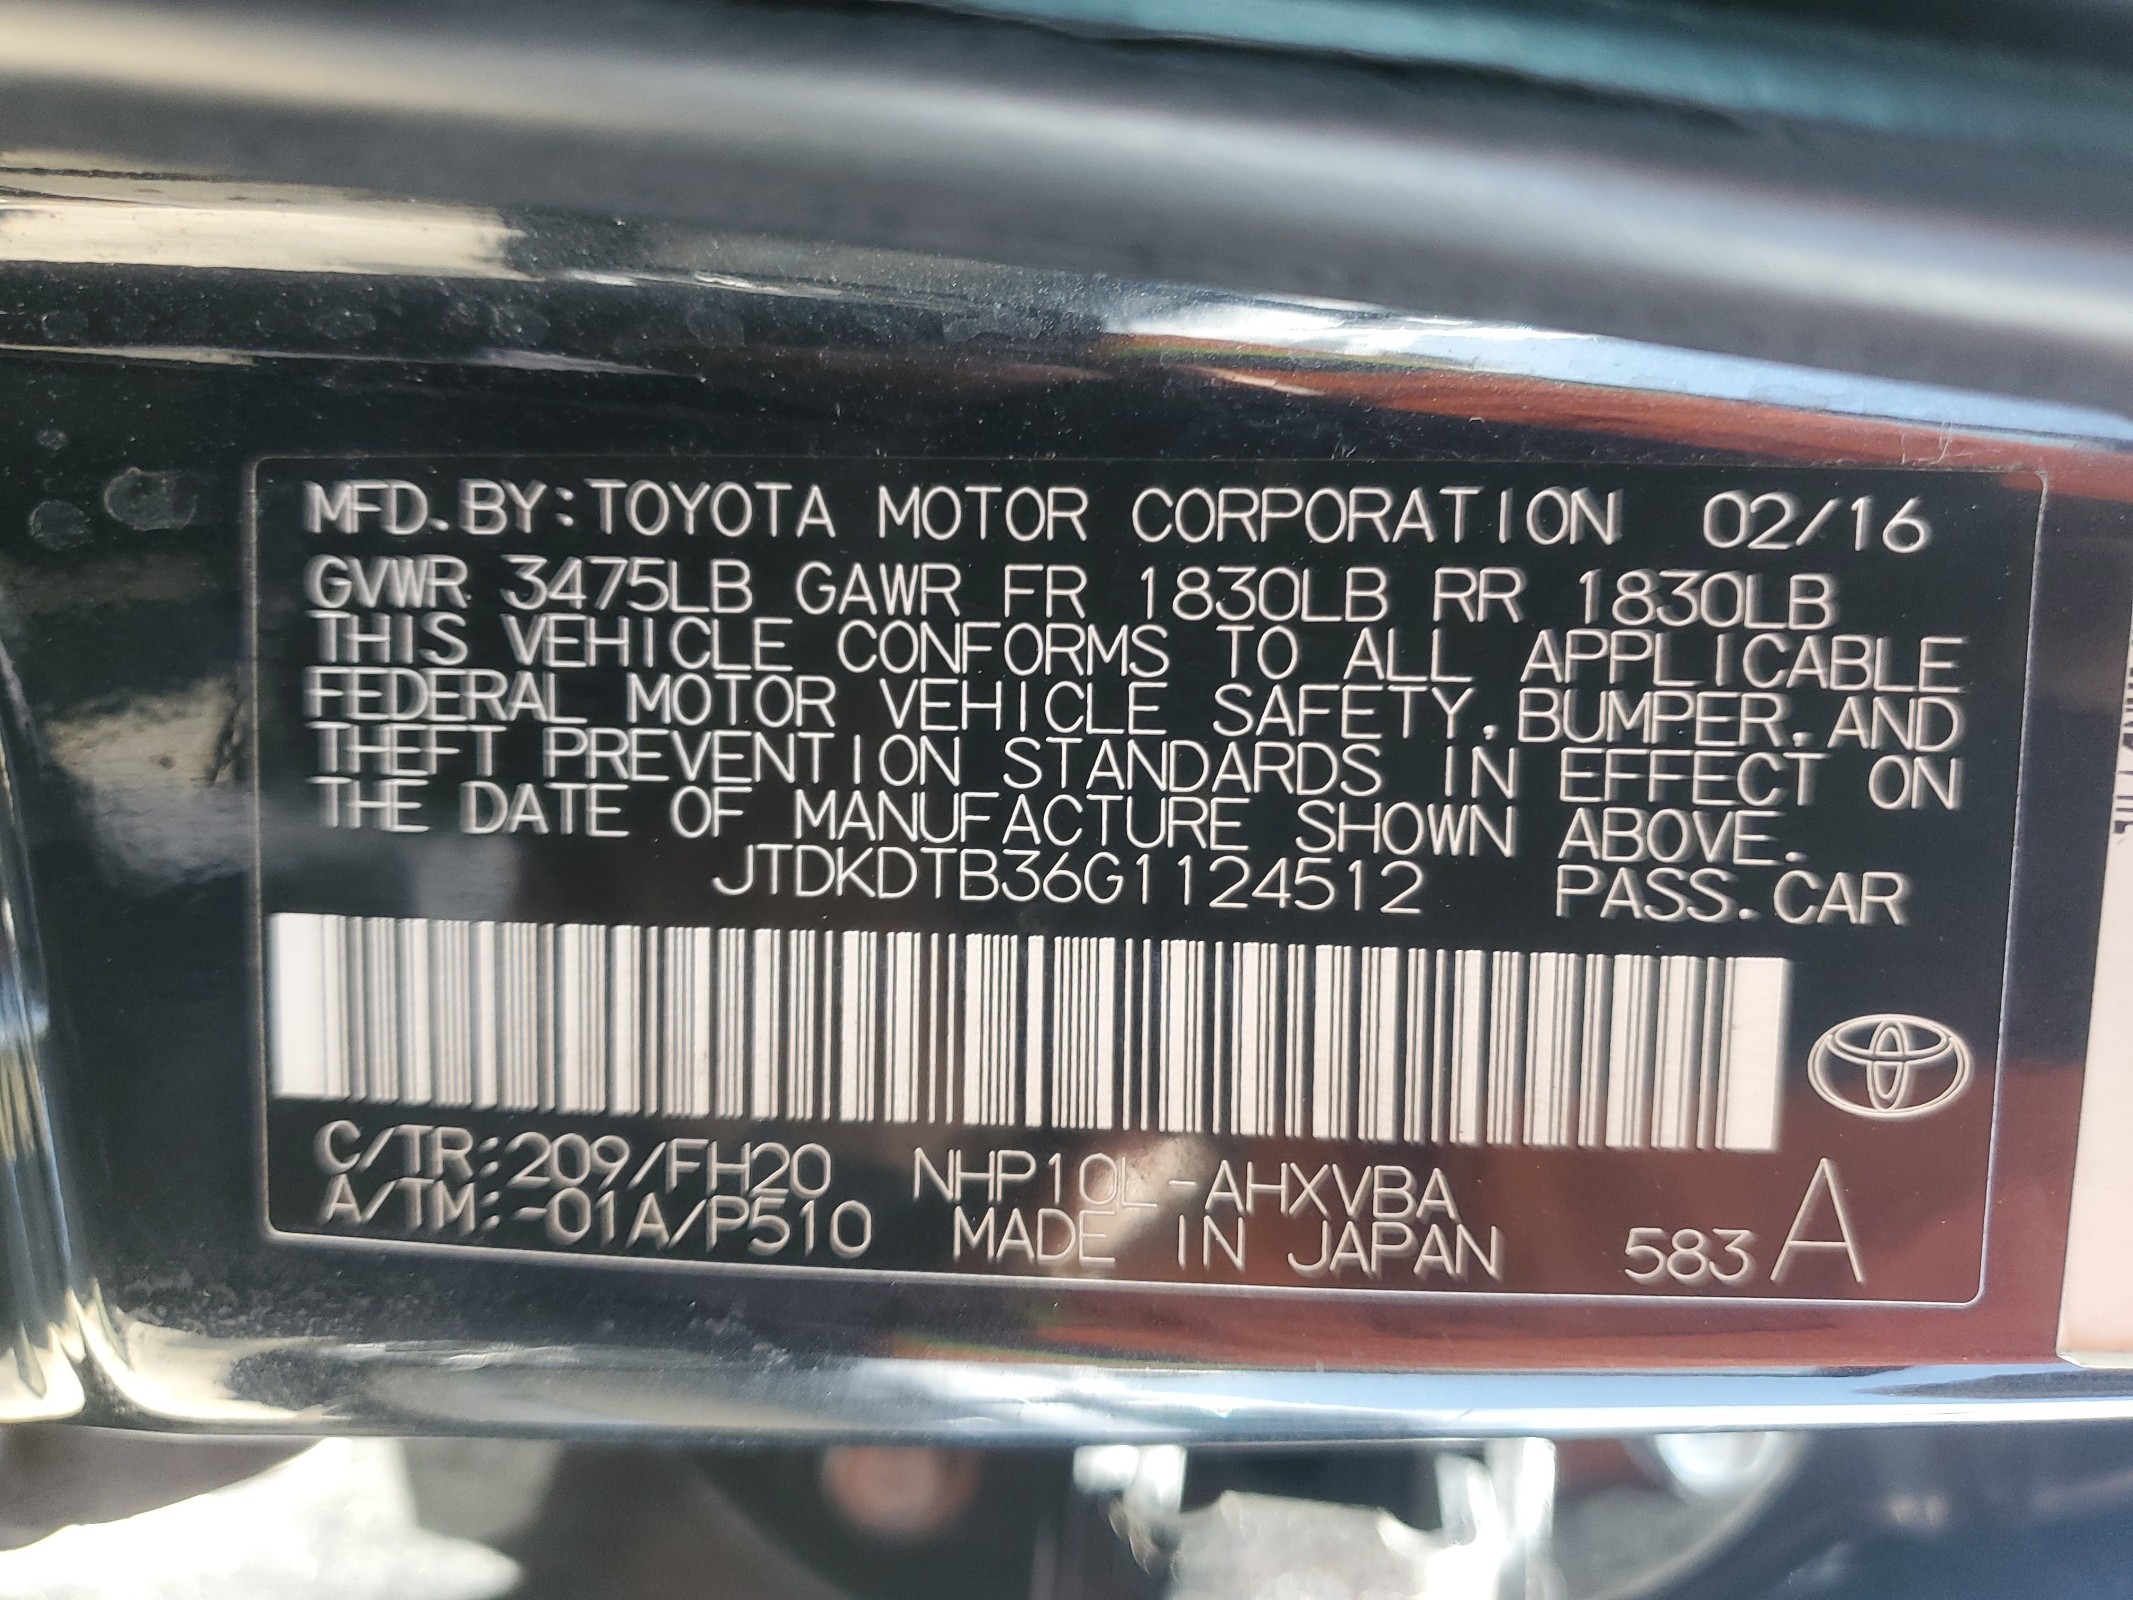 MFD.BY:TOYOTA MOTOR CORPORATION 02/16
GVWR 3475LB GAWR FR 1830LB RR 1830LB
THIS VEHICLE CONFORMS TO ALL APPLICABLE
FEDERAL MOTOR VEHICLE SAFETY,BUMPER,AND
THEFT PREVENTION STANDARDS IN EFFECT ON
THE DATE OF MANUFACTURE SHOWN ABOVE.
JTDKDTB36G1124512 PASS.CAR
C/TR:209/FH20 NHP10L-AHXVBA
A/TM:-01A/P510 MADE IN JAPAN 583 A